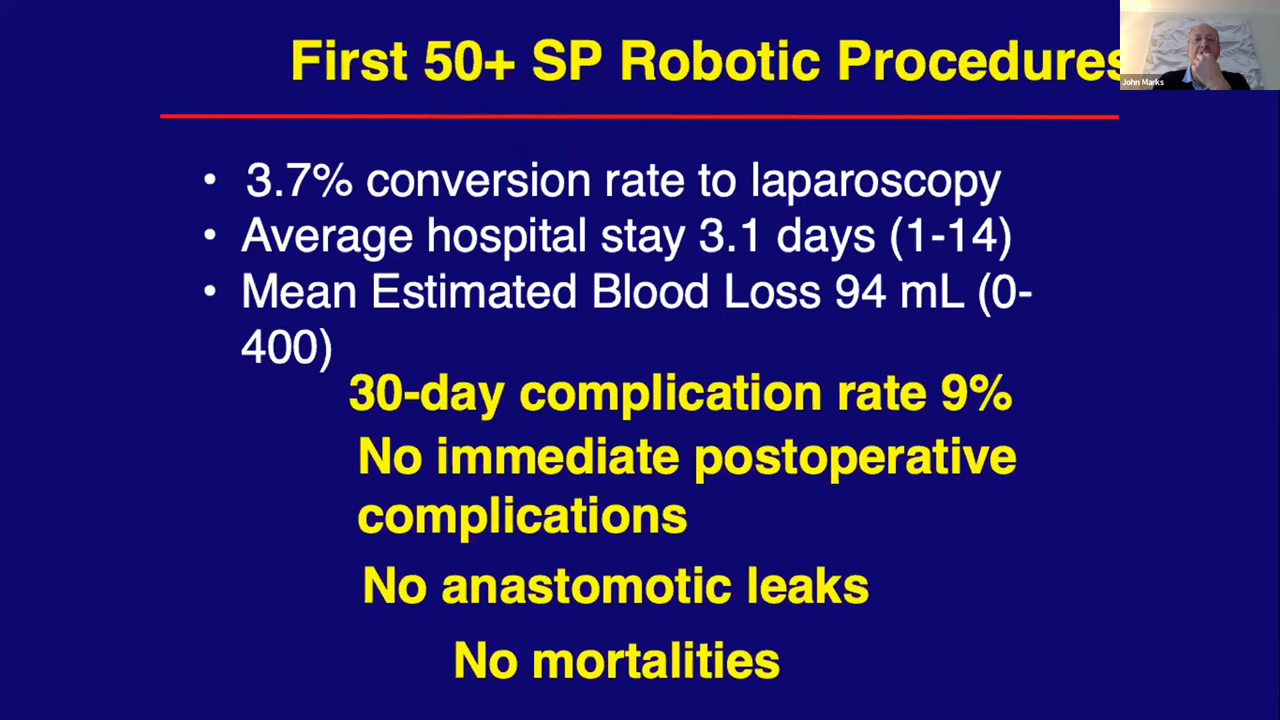 First 50+ SP Robotic Procedures
John Marks
• 3.7% conversion rate to laparoscopy
• Average hospital stay 3.1 days (1-14)
• Mean Estimated Blood Loss 94 mL (0-
400)
30-day complication rate 9%
No immediate postoperative
complications
No anastomotic leaks
No mortalities